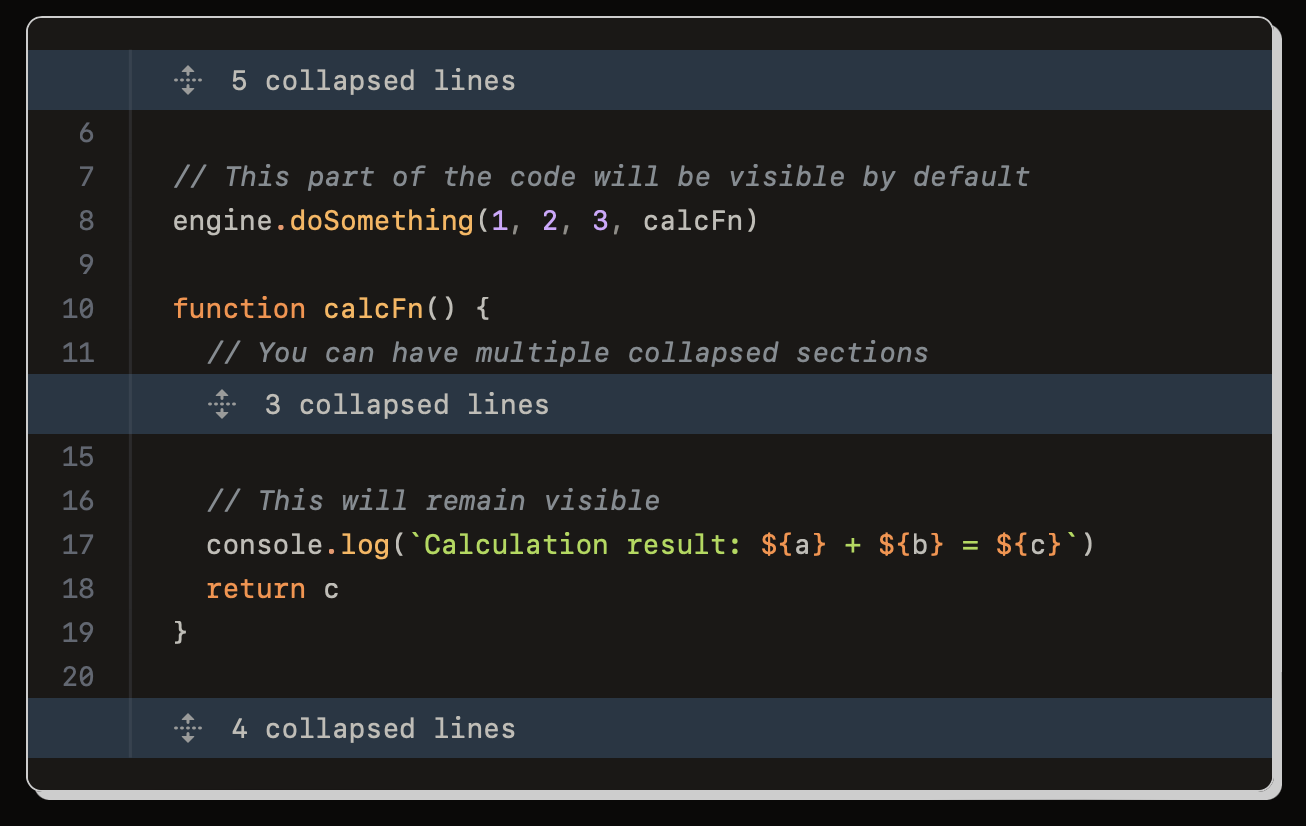 5 collapsed lines
6
7 // This part of the code will be visible by default
8 engine.doSomething(1, 2, 3, calcFn)
9
10 function calcFn() {
11   // You can have multiple collapsed sections
3 collapsed lines
15
16   // This will remain visible
17   console.log(`Calculation result: ${a} + ${b} = ${c}`)
18   return c
19 }
20
4 collapsed lines